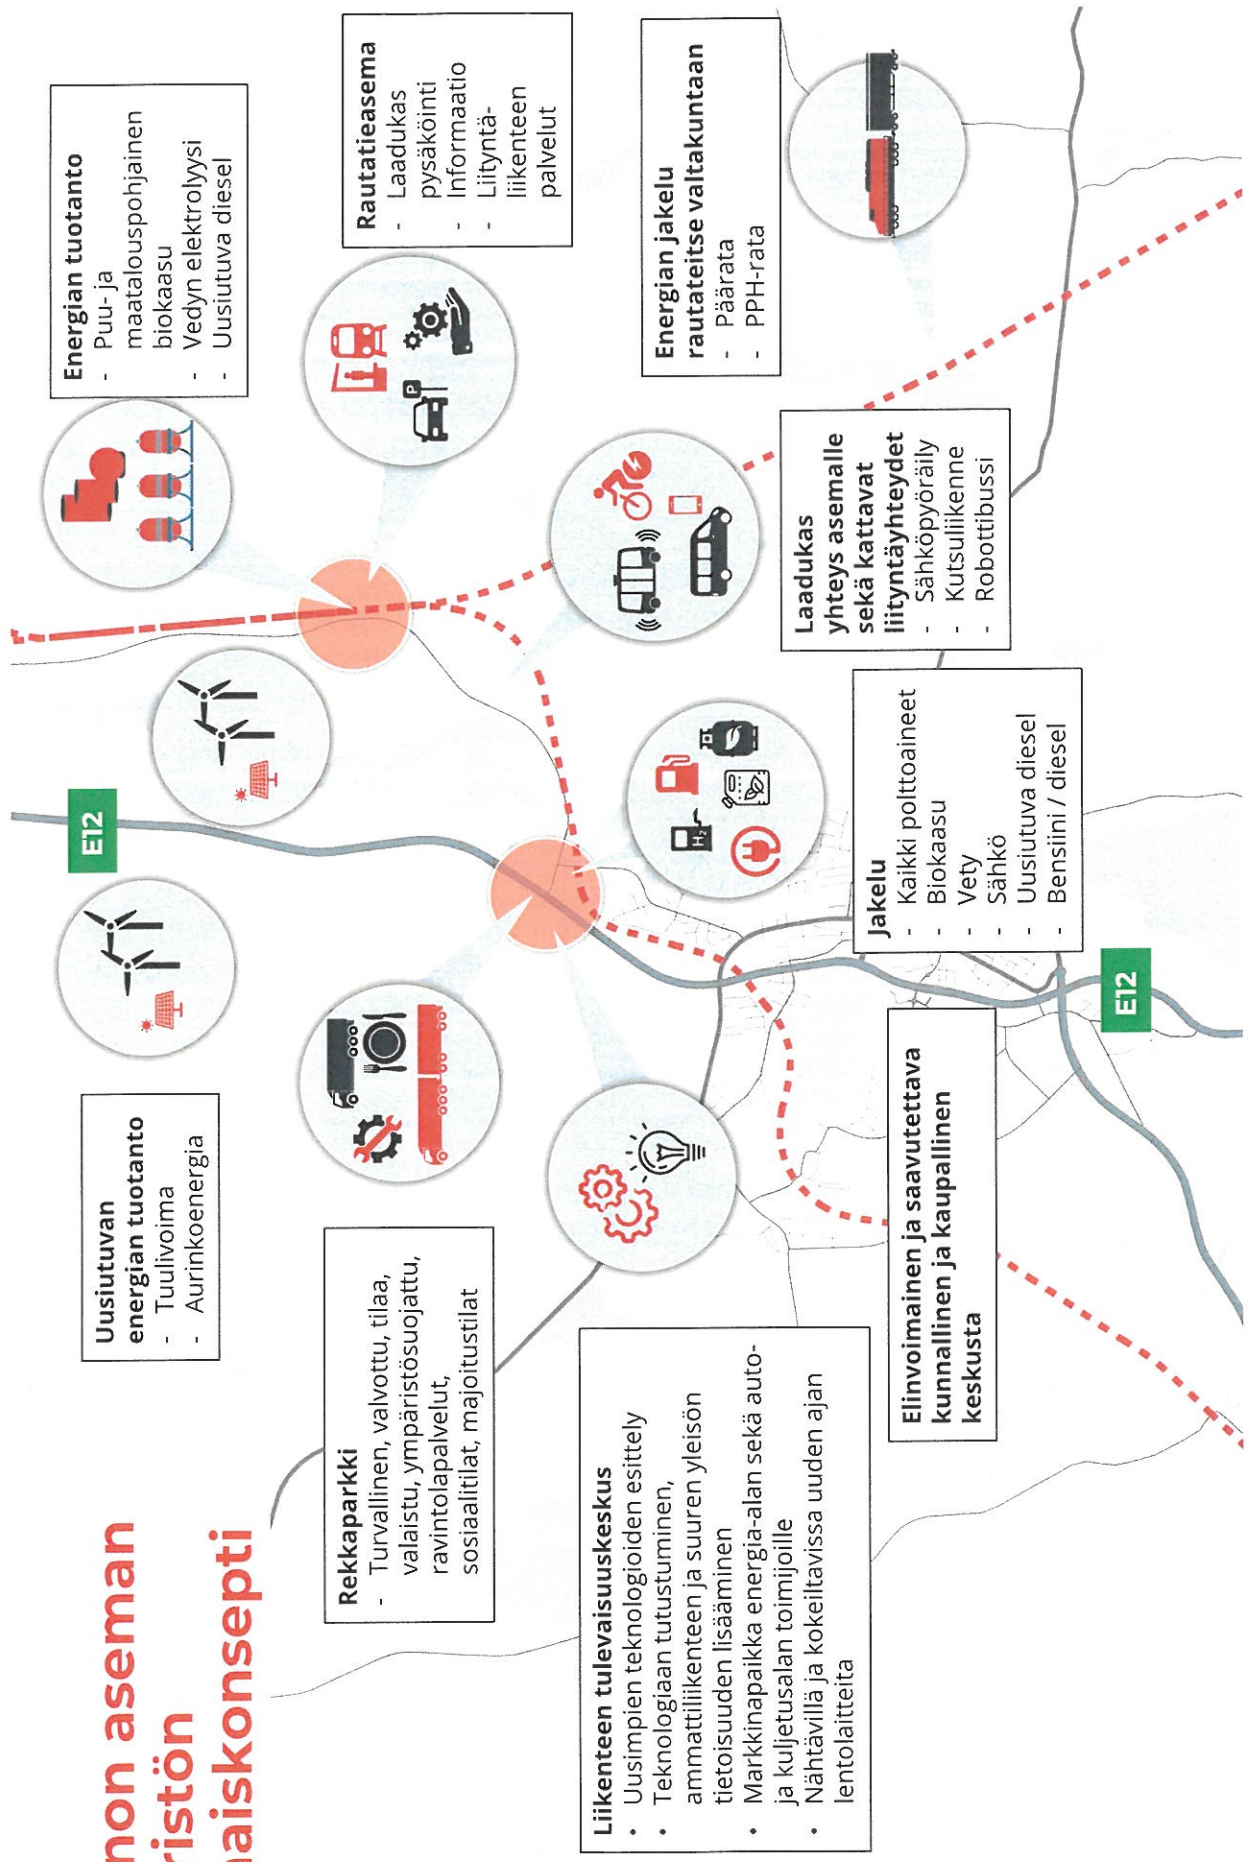 non aseman
ristön
naiskonsepti
Uusiutuvan
energian tuotanto
- Tuulivoima
- Aurinkoenergia
E12
Energian tuotanto
- Puu- ja
maatalouspohjainen
biokaasu
- Vedyn elektrolyysi
- Uusiutuva diesel
Rautatieasema
- Laadukas
pysäköinti
- Informaatio
- Liityntä-
liikenteen
palvelut
P
Rekkaparkki
- Turvallinen, valvottu, tilaa,
valaistu, ympäristösuojattu,
ravintolapalvelut,
sosiaalitilat, majoitustilat
Liikenteen tulevaisuuskeskus
• Uusimpien teknologioiden esittely
• Teknologiaan tutustuminen,
ammattiliikenteen ja suuren yleisön
tietoisuuden lisääminen
• Markkinapaikka energia-alan sekä auto-
ja kuljetusalan toimijoille
• Nähtävillä ja kokeiltavissa uuden ajan
lentolaitteita
H2
Energian jakelu
rautateitse valtakuntaan
- Päärata
- PPH-rata
Laadukas
yhteys asemalle
sekä kattavat
liityntäyhteydet
- Sähköpyöräily
- Kutsuliikenne
- Robottibussi
Jakelu
- Kaikki polttoaineet
- Biokaasu
- Vety
- Sähkö
- Uusiutuva diesel
- Bensiini / diesel
Elinvoimainen ja saavutettava
kunnallinen ja kaupallinen
keskusta
E12